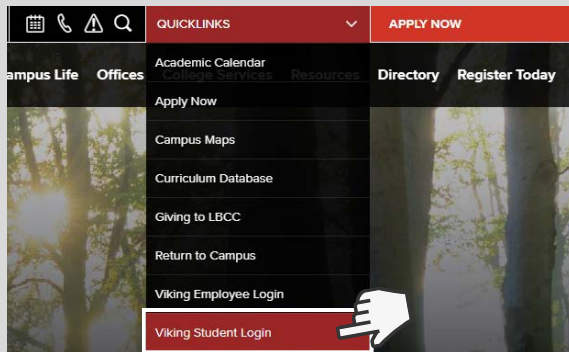 QUICKLINKS
APPLY NOW
ampus Life Offices College Services Resources Directory Register Today
Academic Calendar
Apply Now
Campus Maps
Curriculum Database
Giving to LBCC
Return to Campus
Viking Employee Login
Viking Student Login